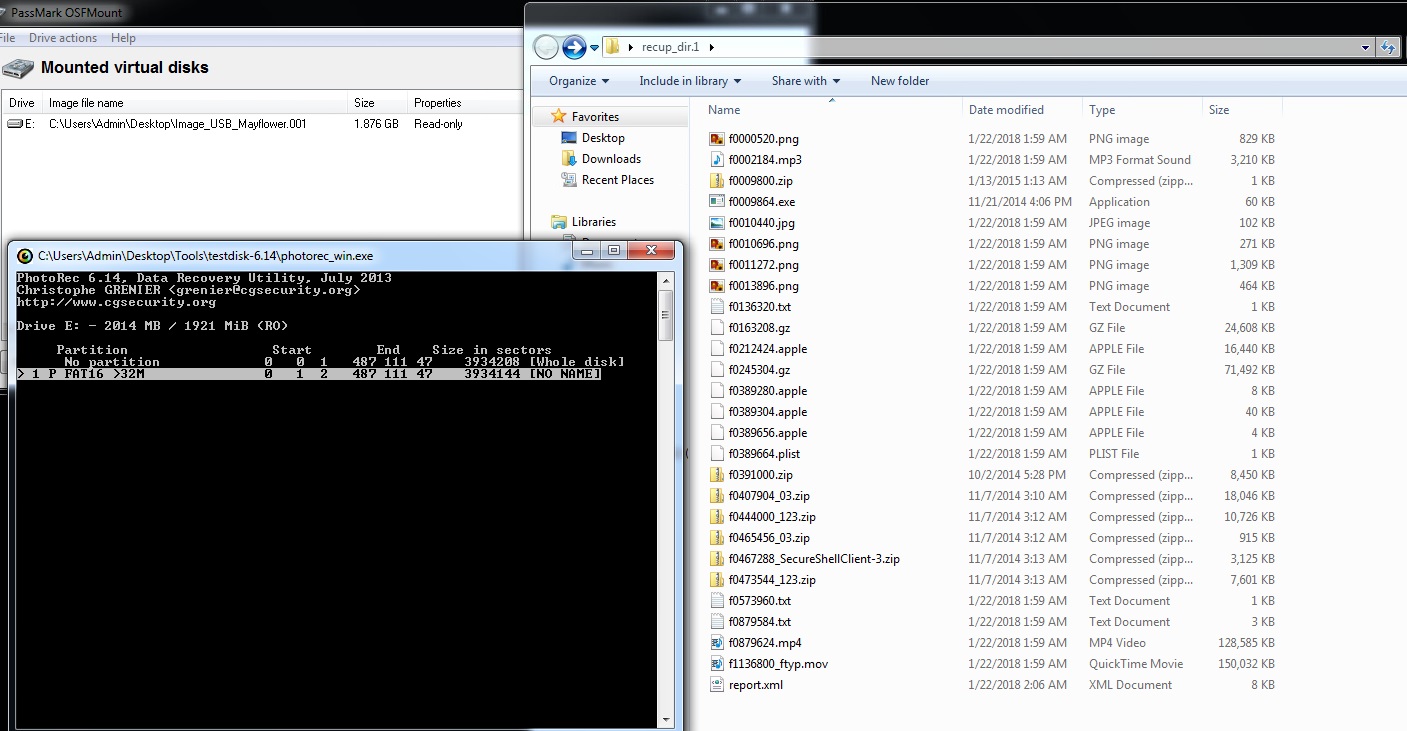 PassMark OSFMount
File Drive actions Help
Mounted virtual disks
Drive Image file name Size Properties
E: C:\Users\Admin\Desktop\Image_USB_Mayflower.001 1.876 GB Read-only
C:\Users\Admin\Desktop\Tools\testdisk-6.14\photorec_win.exe
PhotoRec 6.14, Data Recovery Utility, July 2013
Christophe GRENIER <grenier@cgsecurity.org>
http://www.cgsecurity.org
Drive E: - 2014 MB / 1921 MiB (RO)
Partition Start End Size in sectors
No partition 0 0 1 487 111 47 3934208 [Whole disk]
> 1 P FAT16 >32M 0 1 2 487 111 47 3934144 [NO NAME]
recup_dir.1
Organize Include in library Share with New folder
Favorites
Desktop
Downloads
Recent Places
Libraries
Name Date modified Type Size
f0000520.png 1/22/2018 1:59 AM PNG image 829 KB
f0002184.mp3 1/22/2018 1:59 AM MP3 Format Sound 3,210 KB
f0009800.zip 1/13/2015 1:13 AM Compressed (zipp... 1 KB
f0009864.exe 11/21/2014 4:06 PM Application 60 KB
f0010440.jpg 1/22/2018 1:59 AM JPEG image 102 KB
f0010696.png 1/22/2018 1:59 AM PNG image 271 KB
f0011272.png 1/22/2018 1:59 AM PNG image 1,309 KB
f0013896.png 1/22/2018 1:59 AM PNG image 464 KB
f0136320.txt 1/22/2018 1:59 AM Text Document 1 KB
f0163208.gz 1/22/2018 1:59 AM GZ File 24,608 KB
f0212424.apple 1/22/2018 1:59 AM APPLE File 16,440 KB
f0245304.gz 1/22/2018 1:59 AM GZ File 71,492 KB
f0389280.apple 1/22/2018 1:59 AM APPLE File 8 KB
f0389304.apple 1/22/2018 1:59 AM APPLE File 40 KB
f0389656.apple 1/22/2018 1:59 AM APPLE File 4 KB
f0389664.plist 1/22/2018 1:59 AM PLIST File 1 KB
f0391000.zip 10/2/2014 5:28 PM Compressed (zipp... 8,450 KB
f0407904_03.zip 11/7/2014 3:10 AM Compressed (zipp... 18,046 KB
f0444000_123.zip 11/7/2014 3:12 AM Compressed (zipp... 10,726 KB
f0465456_03.zip 11/7/2014 3:12 AM Compressed (zipp... 915 KB
f0467288_SecureShellClient-3.zip 11/7/2014 3:13 AM Compressed (zipp... 3,125 KB
f0473544_123.zip 11/7/2014 3:13 AM Compressed (zipp... 7,601 KB
f0573960.txt 1/22/2018 1:59 AM Text Document 1 KB
f0879584.txt 1/22/2018 1:59 AM Text Document 3 KB
f0879624.mp4 1/22/2018 1:59 AM MP4 Video 128,585 KB
f1136800_ftyp.mov 1/22/2018 1:59 AM QuickTime Movie 150,032 KB
report.xml 1/22/2018 2:06 AM XML Document 8 KB